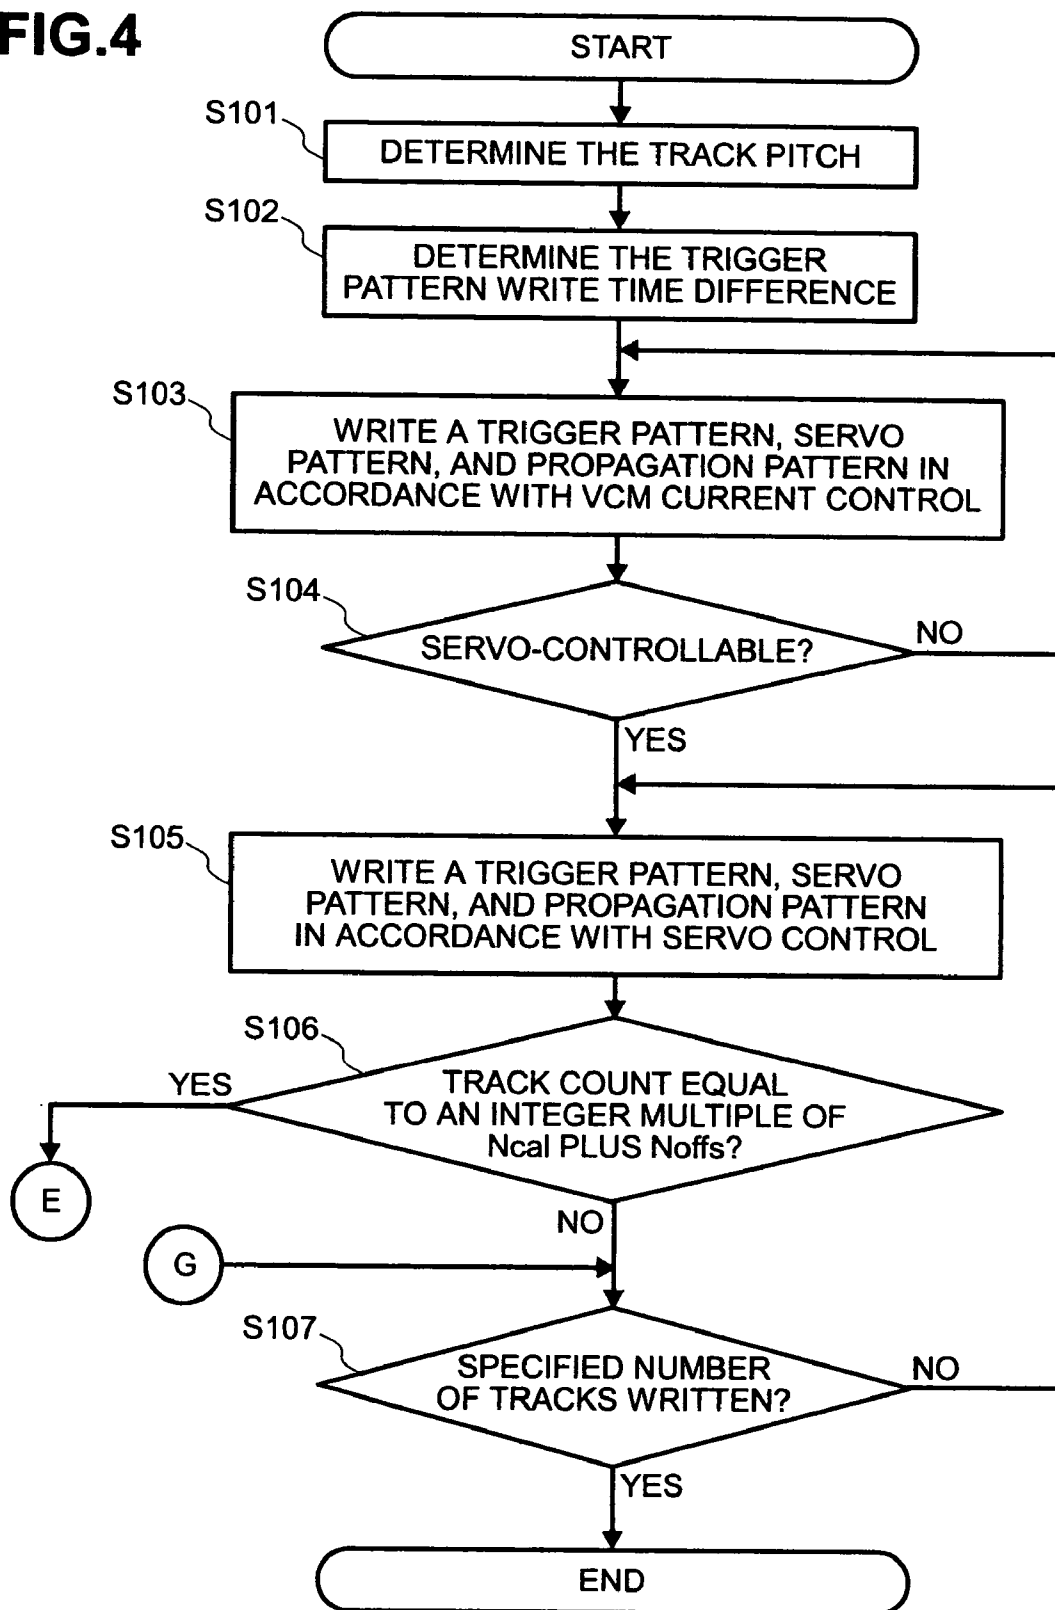 FIG.4
START
S101
DETERMINE THE TRACK PITCH
S102
DETERMINE THE TRIGGER
PATTERN WRITE TIME DIFFERENCE
S103
WRITE A TRIGGER PATTERN, SERVO
PATTERN, AND PROPAGATION PATTERN IN
ACCORDANCE WITH VCM CURRENT CONTROL
S104
SERVO-CONTROLLABLE?
NO
YES
S105
WRITE A TRIGGER PATTERN, SERVO
PATTERN, AND PROPAGATION PATTERN
IN ACCORDANCE WITH SERVO CONTROL
S106
YES
TRACK COUNT EQUAL
TO AN INTEGER MULTIPLE OF
Ncal PLUS Noffs?
E
NO
G
S107
SPECIFIED NUMBER
OF TRACKS WRITTEN?
NO
YES
END